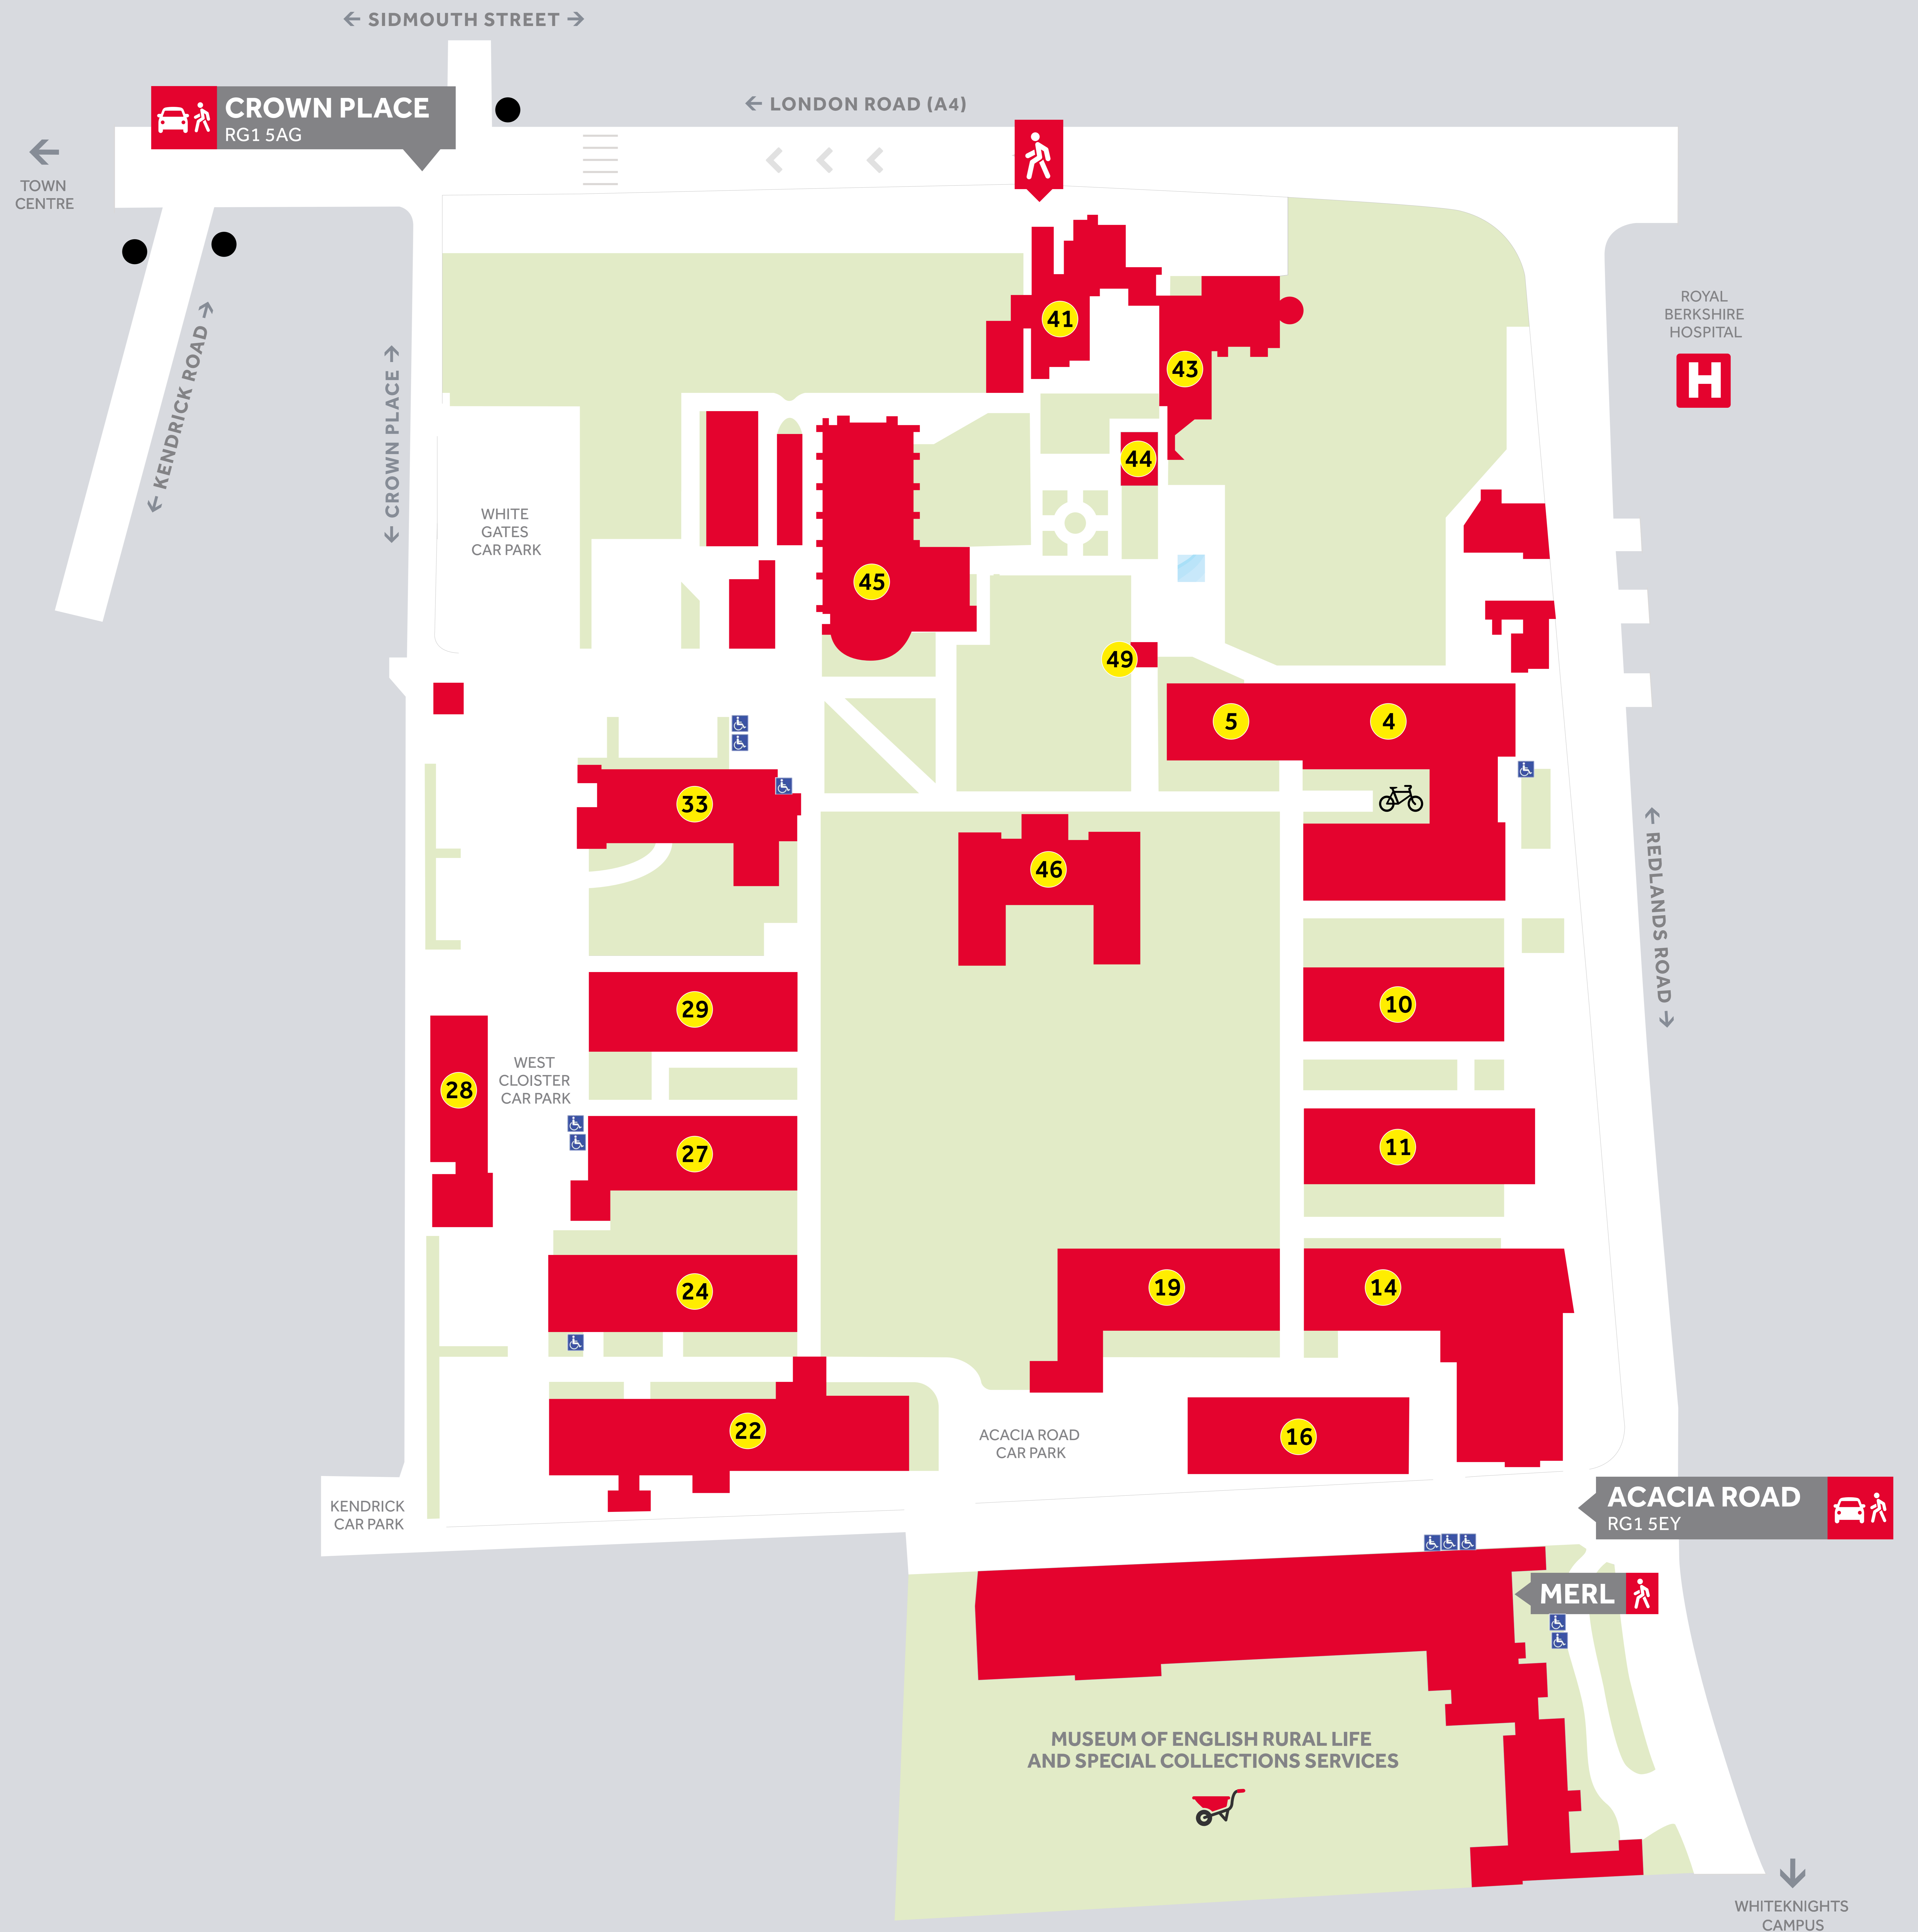 ← SIDMOUTH STREET →
CROWN PLACE
RG1 5AG
← LONDON ROAD (A4)
←
TOWN
CENTRE
← KENDRICK ROAD →
← CROWN PLACE →
ROYAL
BERKSHIRE
HOSPITAL
H
41
43
44
WHITE
GATES
CAR PARK
45
49
5
4
33
46
← REDLANDS ROAD →
29
10
28
WEST
CLOISTER
CAR PARK
27
11
24
19
14
22
ACACIA ROAD
CAR PARK
16
KENDRICK
CAR PARK
ACACIA ROAD
RG1 5EY
MERL
MUSEUM OF ENGLISH RURAL LIFE
AND SPECIAL COLLECTIONS SERVICES
↓
WHITEKNIGHTS
CAMPUS